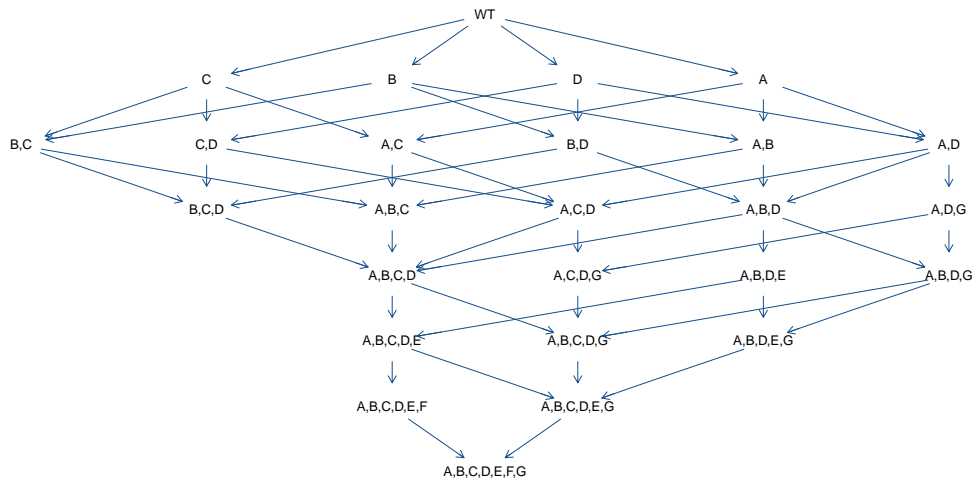 WT
C B D A
B,C C,D A,C B,D A,B A,D
B,C,D A,B,C A,C,D A,B,D A,D,G
A,B,C,D A,C,D,G A,B,D,E A,B,D,G
A,B,C,D,E A,B,C,D,G A,B,D,E,G
A,B,C,D,E,F A,B,C,D,E,G
A,B,C,D,E,F,G